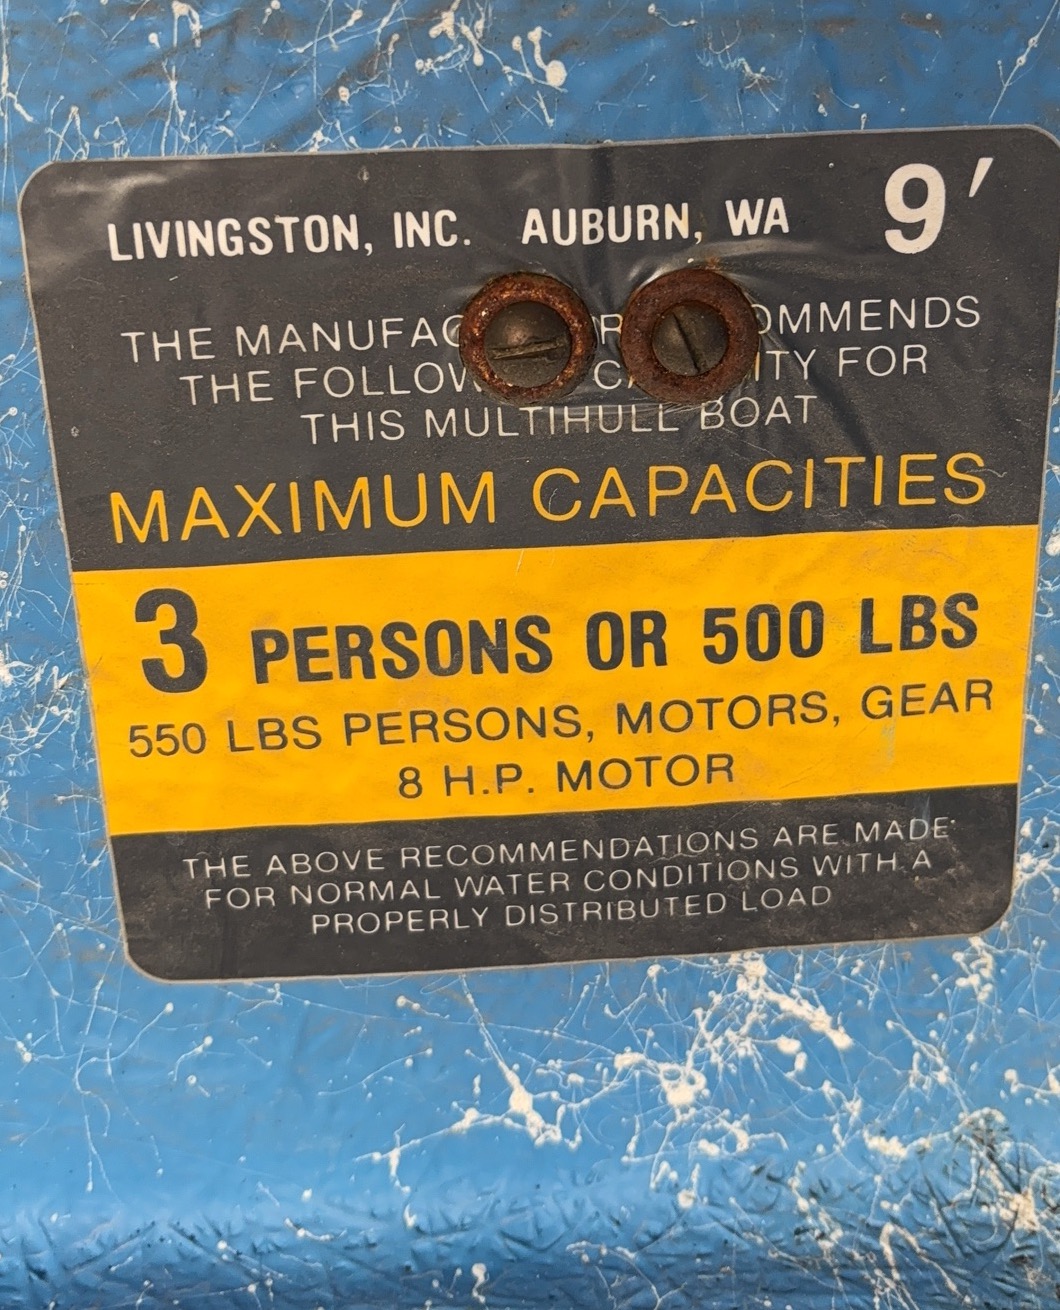 LIVINGSTON, INC. AUBURN, WA 9'
THE MANUFAC R OMMENDS
THE FOLLOW C ITY FOR
THIS MULTIHULL BOAT
MAXIMUM CAPACITIES
3 PERSONS OR 500 LBS
550 LBS PERSONS, MOTORS, GEAR
8 H.P. MOTOR
THE ABOVE RECOMMENDATIONS ARE MADE
FOR NORMAL WATER CONDITIONS WITH A
PROPERLY DISTRIBUTED LOAD